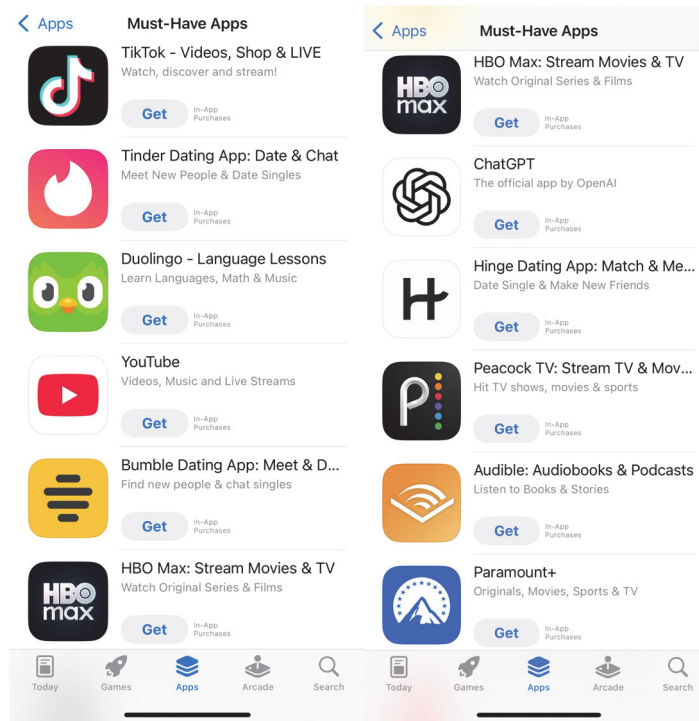 Apps
Must-Have Apps
TikTok - Videos, Shop & LIVE
Watch, discover and stream!
Get
In-App
Purchases
Tinder Dating App: Date & Chat
Meet New People & Date Singles
Get
In-App
Purchases
Duolingo - Language Lessons
Learn Languages, Math & Music
Get
In-App
Purchases
YouTube
Videos, Music and Live Streams
Get
In-App
Purchases
Bumble Dating App: Meet & D...
Find new people & chat singles
Get
In-App
Purchases
HBO
max
HBO Max: Stream Movies & TV
Watch Original Series & Films
Get
In-App
Purchases
Today
Games
Apps
Arcade
Search
Apps
Must-Have Apps
HBO
max
HBO Max: Stream Movies & TV
Watch Original Series & Films
Get
In-App
Purchases
ChatGPT
The official app by OpenAI
Get
In-App
Purchases
H
Hinge Dating App: Match & Me...
Date Single & Make New Friends
Get
In-App
Purchases
P
Peacock TV: Stream TV & Mov...
Hit TV shows, movies & sports
Get
In-App
Purchases
Audible: Audiobooks & Podcasts
Listen to Books & Stories
Get
In-App
Purchases
Paramount+
Originals, Movies, Sports & TV
Get
In-App
Purchases
Today
Games
Apps
Arcade
Search